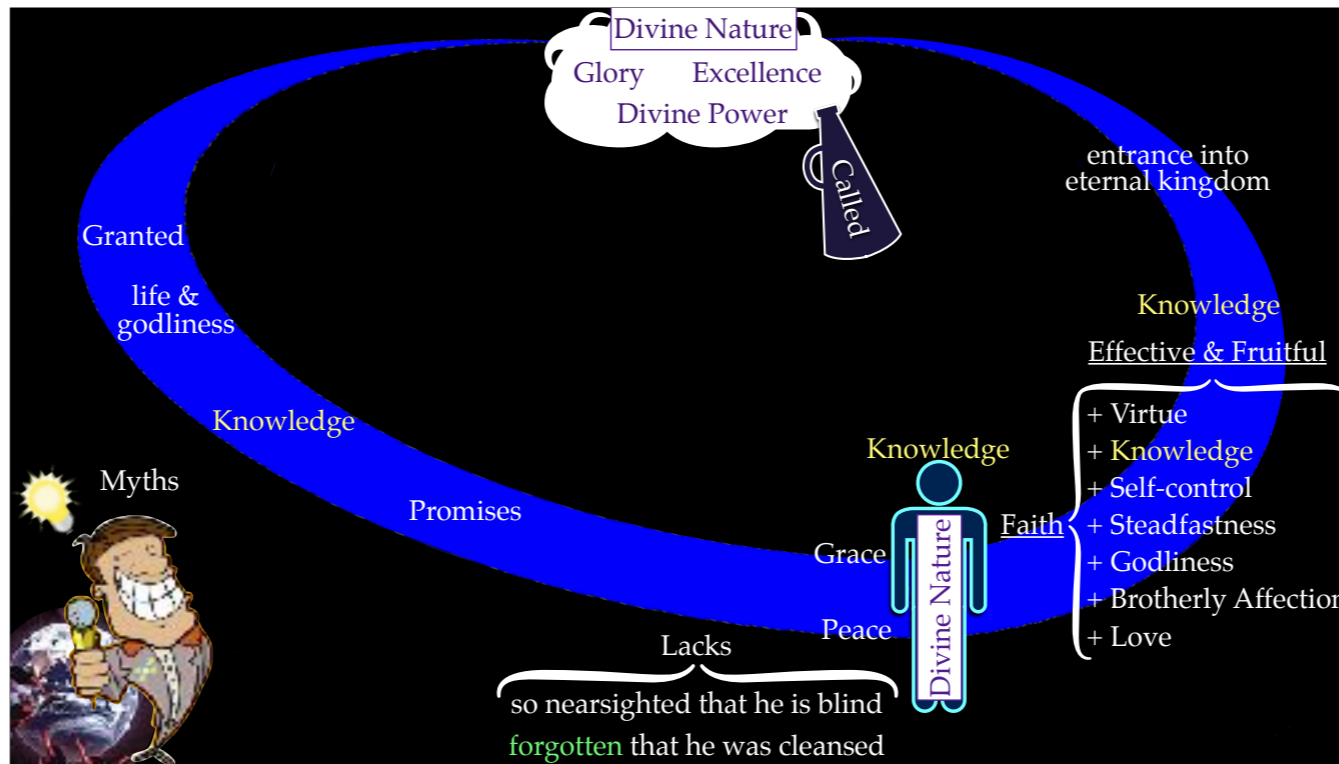 Divine Nature
Glory Excellence
Divine Power
Called
entrance into
eternal kingdom
Granted
life &
godliness
Knowledge
Effective & Fruitful
Knowledge
Promises
Myths
Knowledge
Grace
Peace
Divine Nature
Faith
+ Virtue
+ Knowledge
+ Self-control
+ Steadfastness
+ Godliness
+ Brotherly Affection
+ Love
Lacks
so nearsighted that he is blind
forgotten that he was cleansed